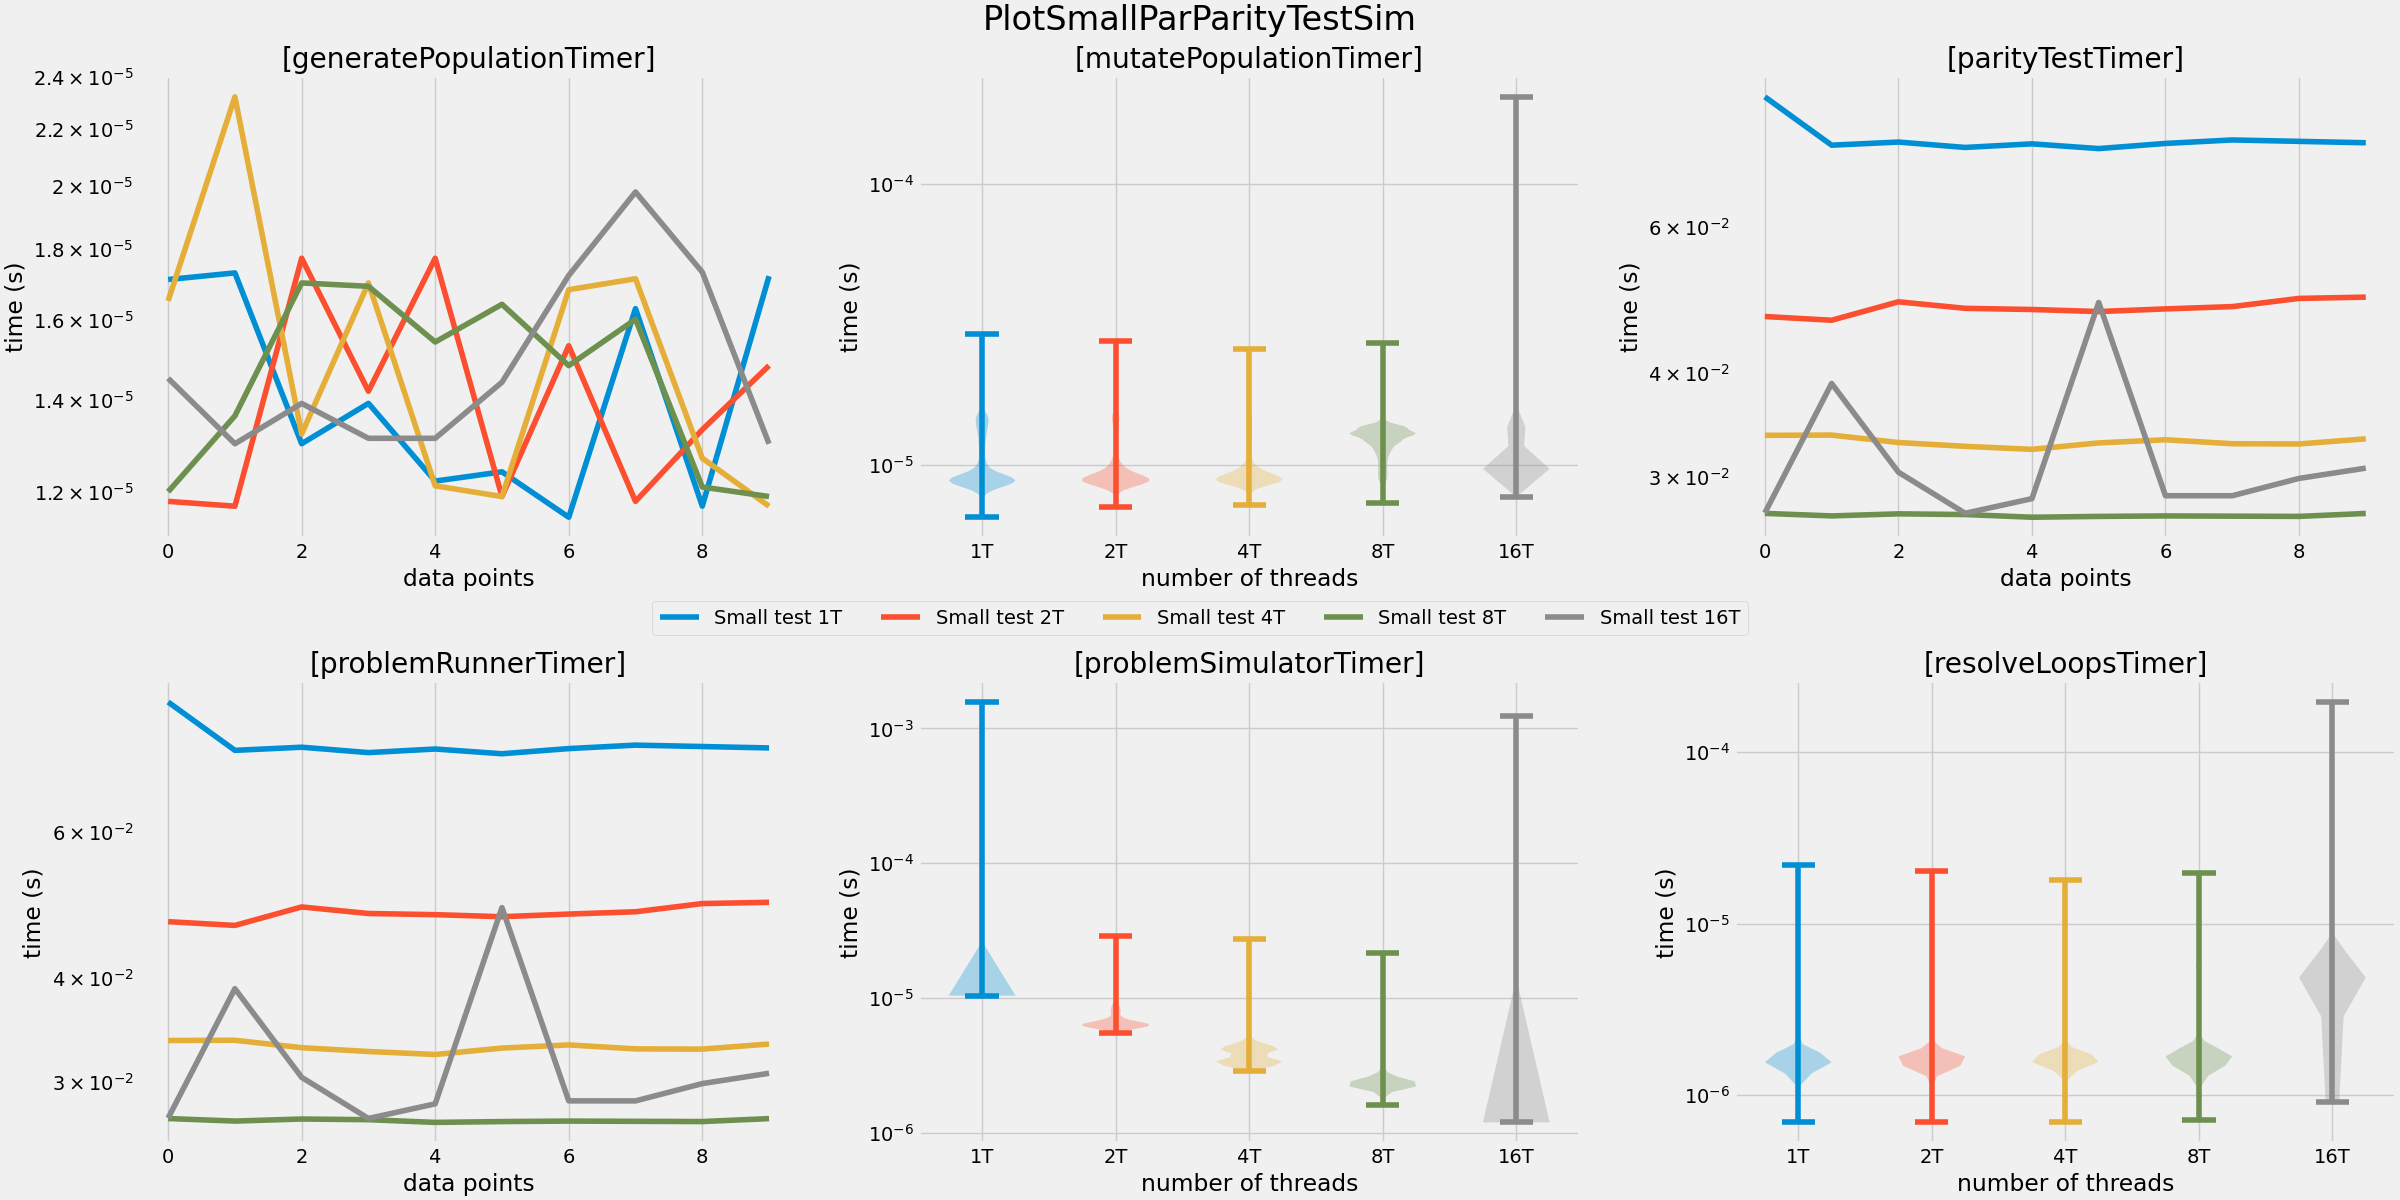 PlotSmallParParityTestSim
[generatePopulationTimer]
2.4 × 10⁻⁵
2.2 × 10⁻⁵
2 × 10⁻⁵
1.8 × 10⁻⁵
1.6 × 10⁻⁵
1.4 × 10⁻⁵
1.2 × 10⁻⁵
time (s)
0 2 4 6 8
data points
[mutatePopulationTimer]
10⁻⁴
10⁻⁵
time (s)
1T 2T 4T 8T 16T
number of threads
[parityTestTimer]
6 × 10⁻²
4 × 10⁻²
3 × 10⁻²
time (s)
0 2 4 6 8
data points
Small test 1T Small test 2T Small test 4T Small test 8T Small test 16T
[problemRunnerTimer]
6 × 10⁻²
4 × 10⁻²
3 × 10⁻²
time (s)
0 2 4 6 8
data points
[problemSimulatorTimer]
10⁻³
10⁻⁴
10⁻⁵
10⁻⁶
time (s)
1T 2T 4T 8T 16T
number of threads
[resolveLoopsTimer]
10⁻⁴
10⁻⁵
10⁻⁶
time (s)
1T 2T 4T 8T 16T
number of threads